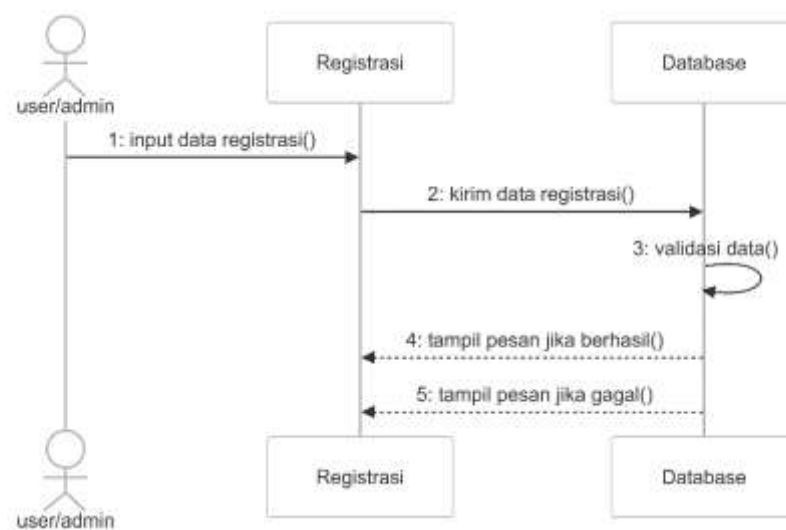 Registrasi
Database
user/admin
1: input data registrasi()
2: kirim data registrasi()
3: validasi data()
4: tampil pesan jika berhasil()
5: tampil pesan jika gagal()
Registrasi
Database
user/admin